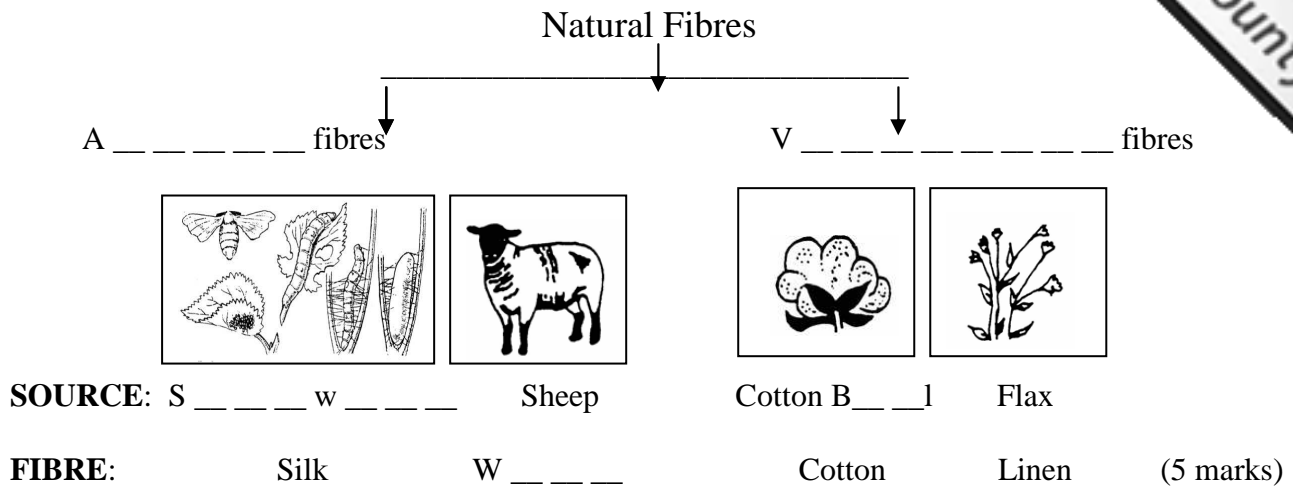 Natural Fibres
A __ __ __ __ __ fibres V __ __ __ __ __ __ __ __ fibres
SOURCE: S __ __ __ w __ __ __ Sheep Cotton B__ __l Flax
FIBRE: Silk W __ __ __ Cotton Linen (5 marks)